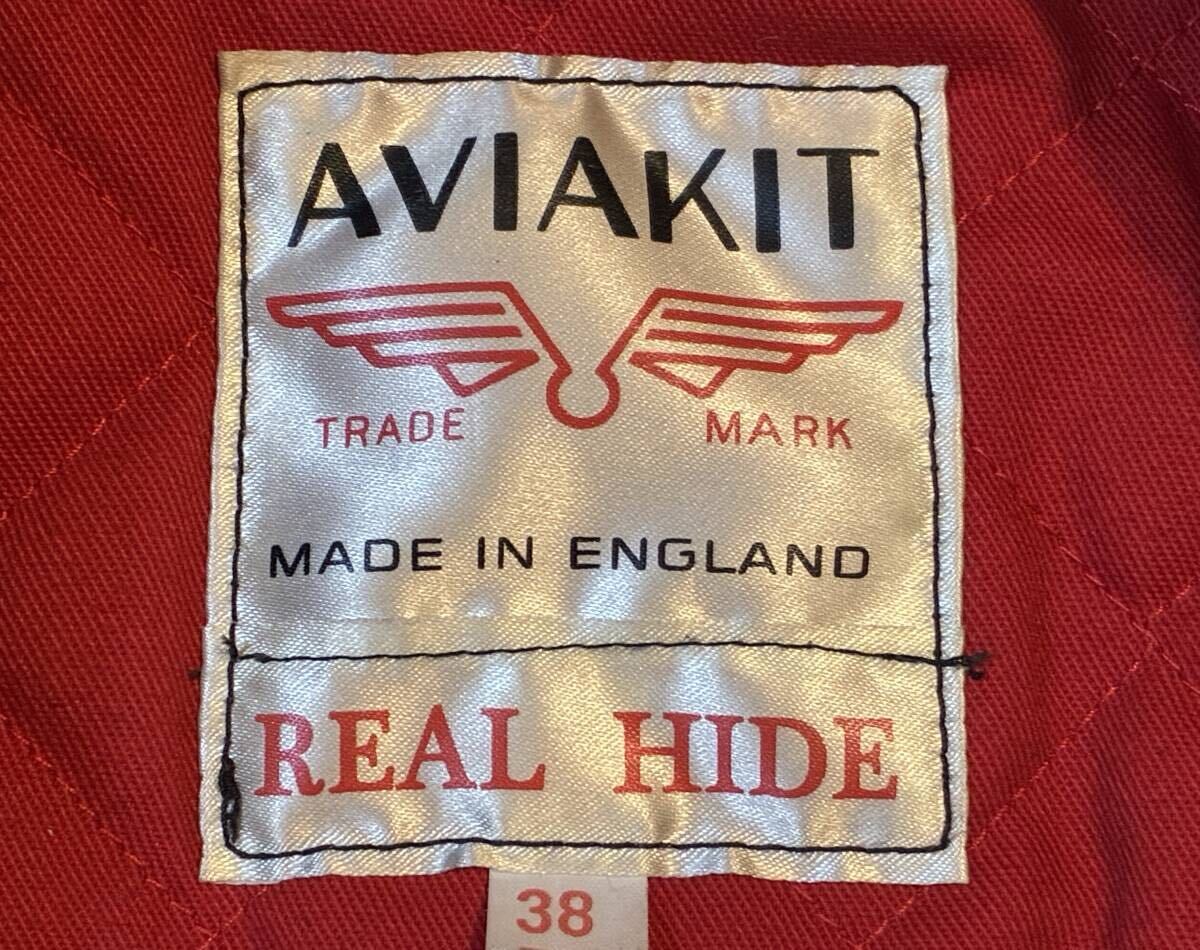 AVIAKIT
TRADE MARK
MADE IN ENGLAND
REAL HIDE
38